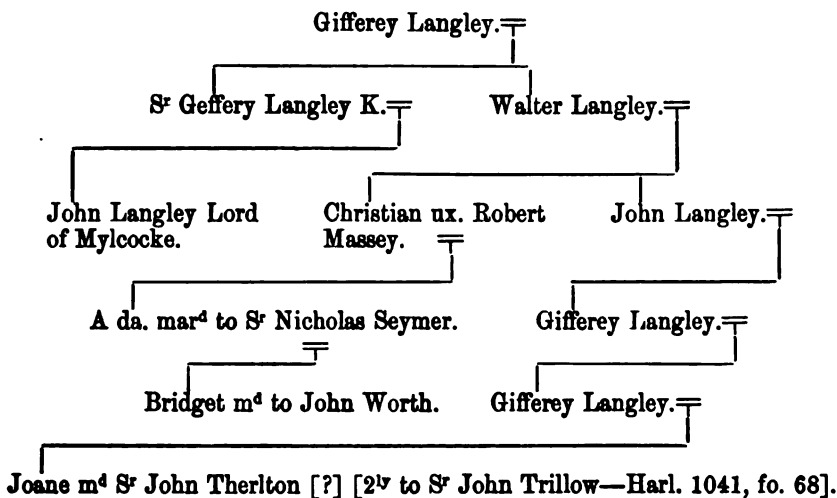 Gifferey Langley.
Sʳ Geffery Langley K. Walter Langley.
John Langley Lord Christian ux. Robert John Langley.
of Mylcocke. Massey.
A da. marᵈ to Sʳ Nicholas Seymer. Gifferey Langley.
Bridget mᵈ to John Worth. Gifferey Langley.
Joane mᵈ Sʳ John Therlton [?] [2ˡʸ to Sʳ John Trillow—Harl. 1041, fo. 68].